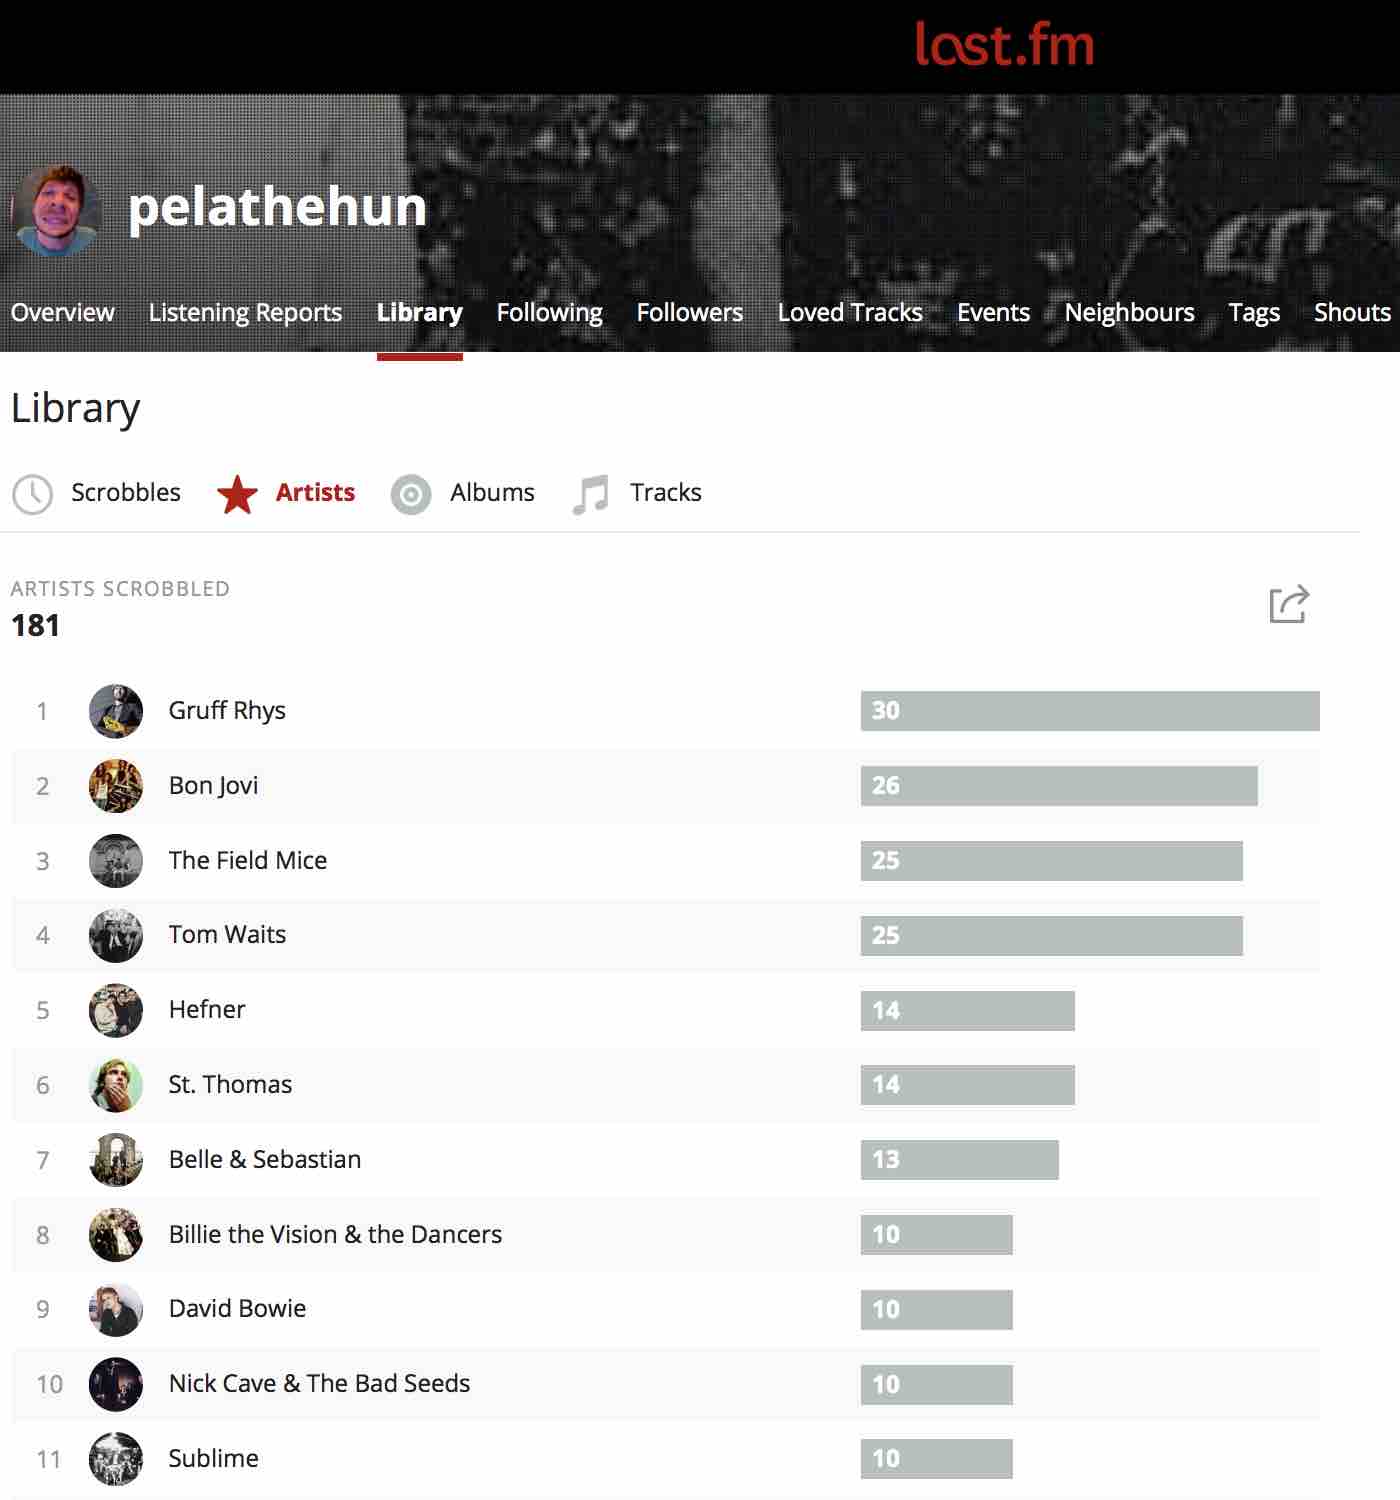 last.fm
pelathehun
Overview Listening Reports Library Following Followers Loved Tracks Events Neighbours Tags Shouts
Library
Scrobbles Artists Albums Tracks
ARTISTS SCROBBLED
181
1 Gruff Rhys 30
2 Bon Jovi 26
3 The Field Mice 25
4 Tom Waits 25
5 Hefner 14
6 St. Thomas 14
7 Belle & Sebastian 13
8 Billie the Vision & the Dancers 10
9 David Bowie 10
10 Nick Cave & The Bad Seeds 10
11 Sublime 10